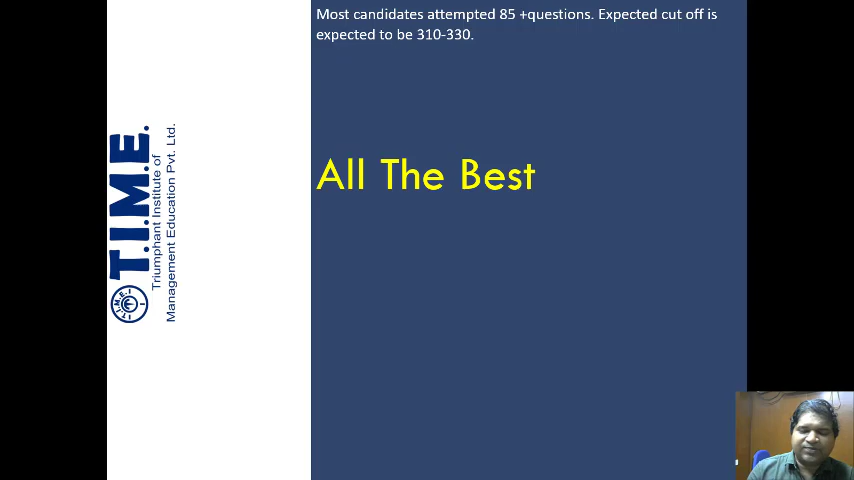 Most candidates attempted 85 +questions. Expected cut off is
expected to be 310-330.
All The Best
T.I.M.E.
Triumphant Institute of
Management Education Pvt. Ltd.
T.I.M.E.